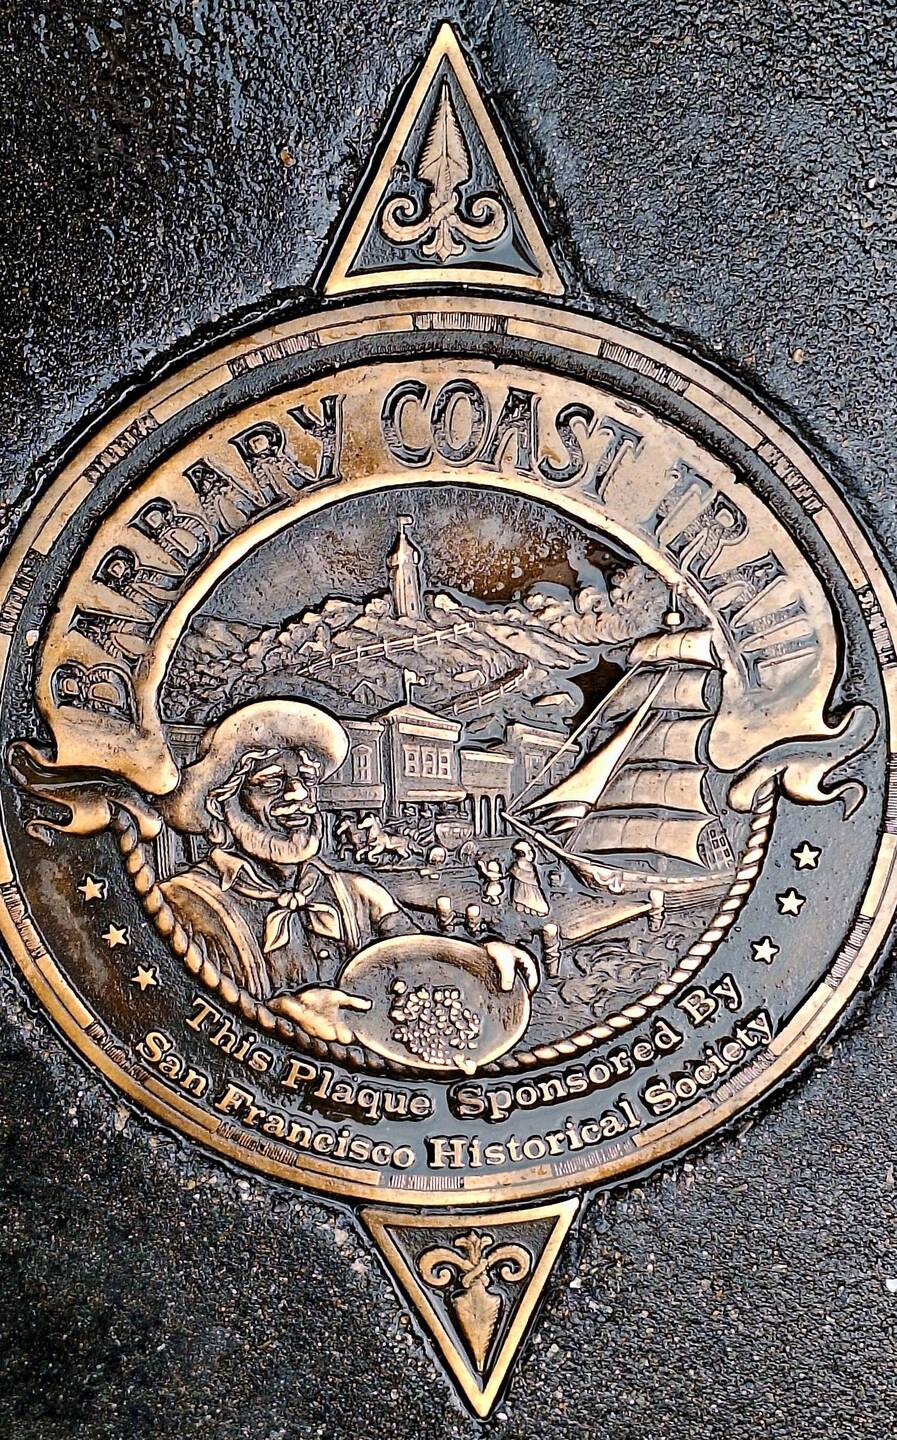 BARBARY COAST TRAIL
This Plaque Sponsored By
San Francisco Historical Society